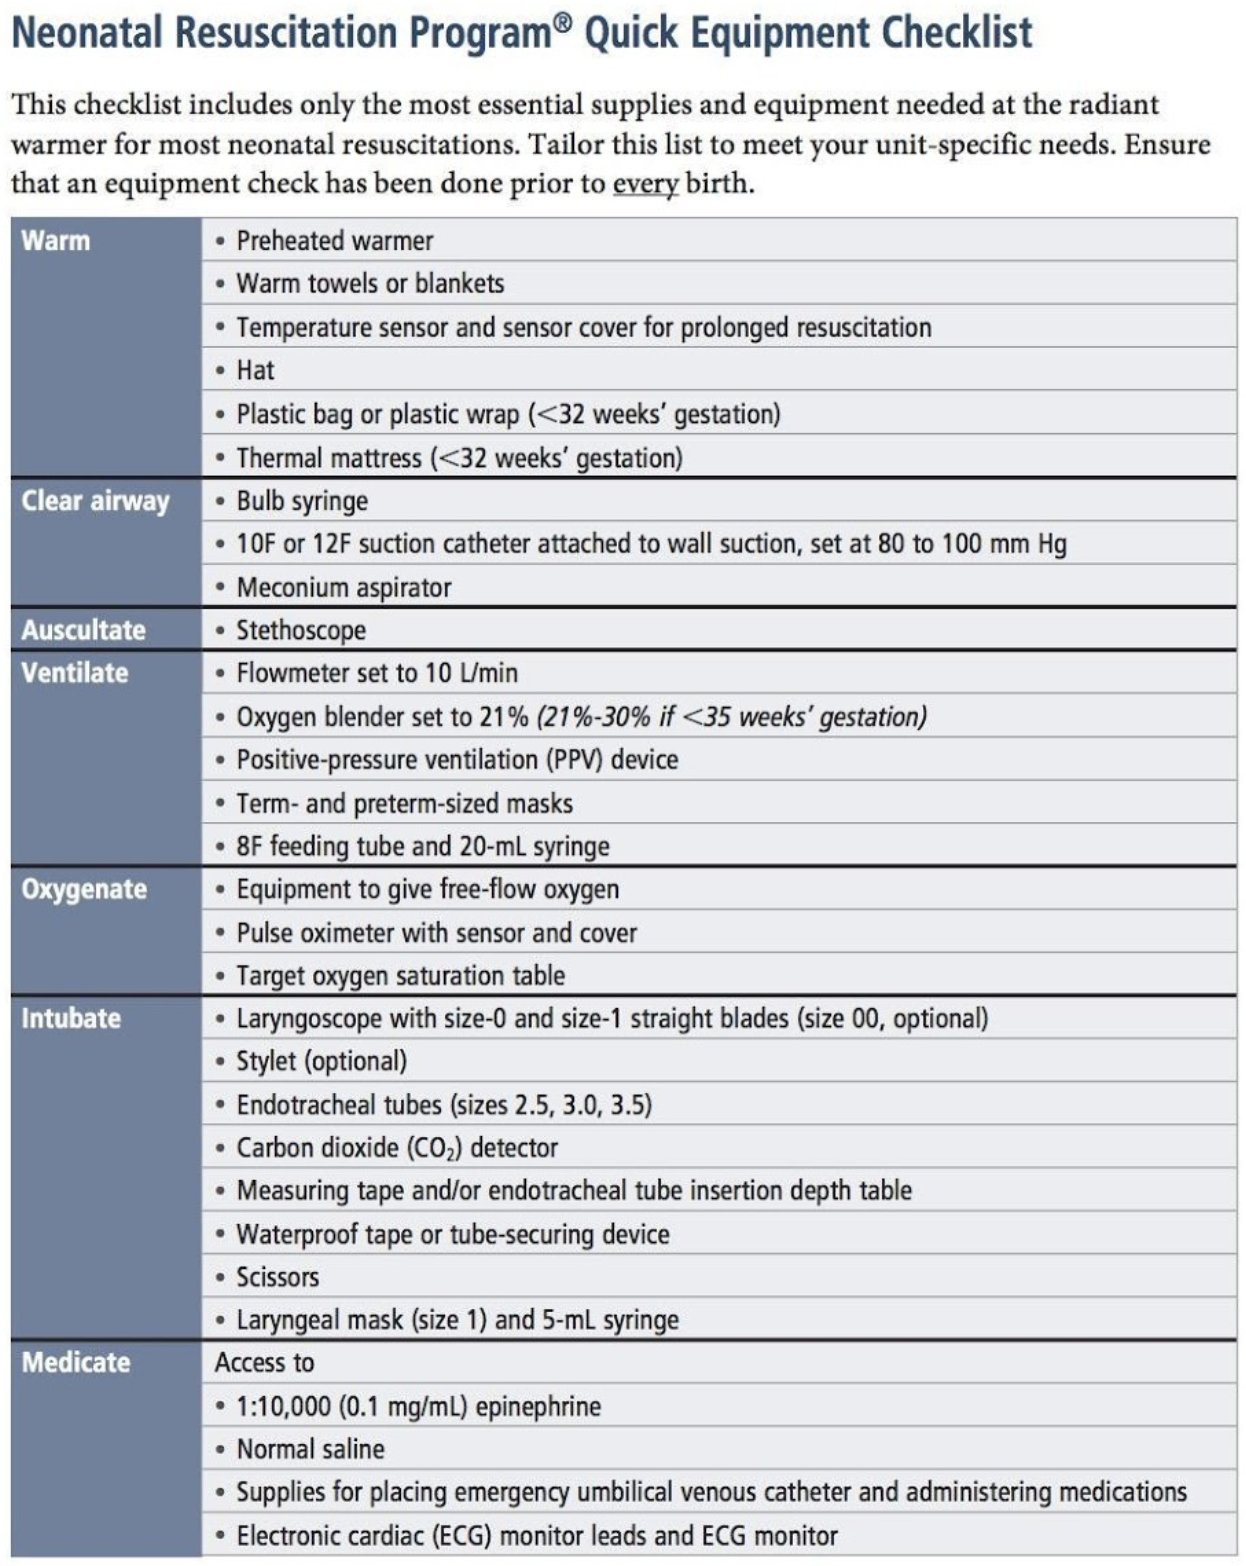 Neonatal Resuscitation Program® Quick Equipment Checklist
This checklist includes only the most essential supplies and equipment needed at the radiant
warmer for most neonatal resuscitations. Tailor this list to meet your unit-specific needs. Ensure
that an equipment check has been done prior to every birth.
Warm
• Preheated warmer
• Warm towels or blankets
• Temperature sensor and sensor cover for prolonged resuscitation
• Hat
• Plastic bag or plastic wrap (<32 weeks’ gestation)
• Thermal mattress (<32 weeks’ gestation)
Clear airway
• Bulb syringe
• 10F or 12F suction catheter attached to wall suction, set at 80 to 100 mm Hg
• Meconium aspirator
Auscultate
• Stethoscope
Ventilate
• Flowmeter set to 10 L/min
• Oxygen blender set to 21% (21%-30% if <35 weeks’ gestation)
• Positive-pressure ventilation (PPV) device
• Term- and preterm-sized masks
• 8F feeding tube and 20-mL syringe
Oxygenate
• Equipment to give free-flow oxygen
• Pulse oximeter with sensor and cover
• Target oxygen saturation table
Intubate
• Laryngoscope with size-0 and size-1 straight blades (size 00, optional)
• Stylet (optional)
• Endotracheal tubes (sizes 2.5, 3.0, 3.5)
• Carbon dioxide (CO₂) detector
• Measuring tape and/or endotracheal tube insertion depth table
• Waterproof tape or tube-securing device
• Scissors
• Laryngeal mask (size 1) and 5-mL syringe
Medicate
Access to
• 1:10,000 (0.1 mg/mL) epinephrine
• Normal saline
• Supplies for placing emergency umbilical venous catheter and administering medications
• Electronic cardiac (ECG) monitor leads and ECG monitor